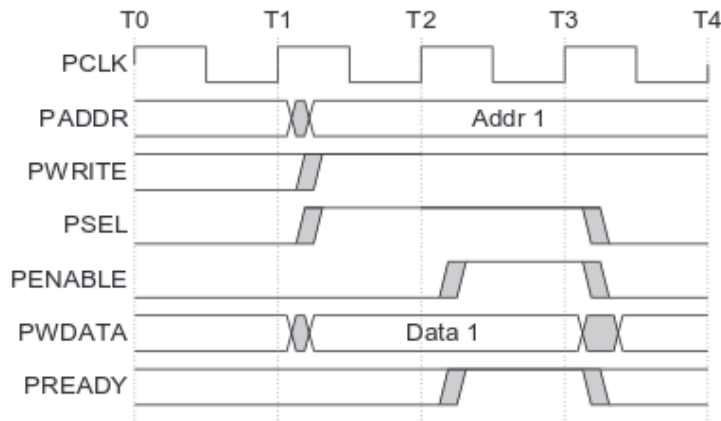 T0 T1 T2 T3 T4
PCLK
PADDR Addr 1
PWRITE
PSEL
PENABLE
PWDATA Data 1
PREADY